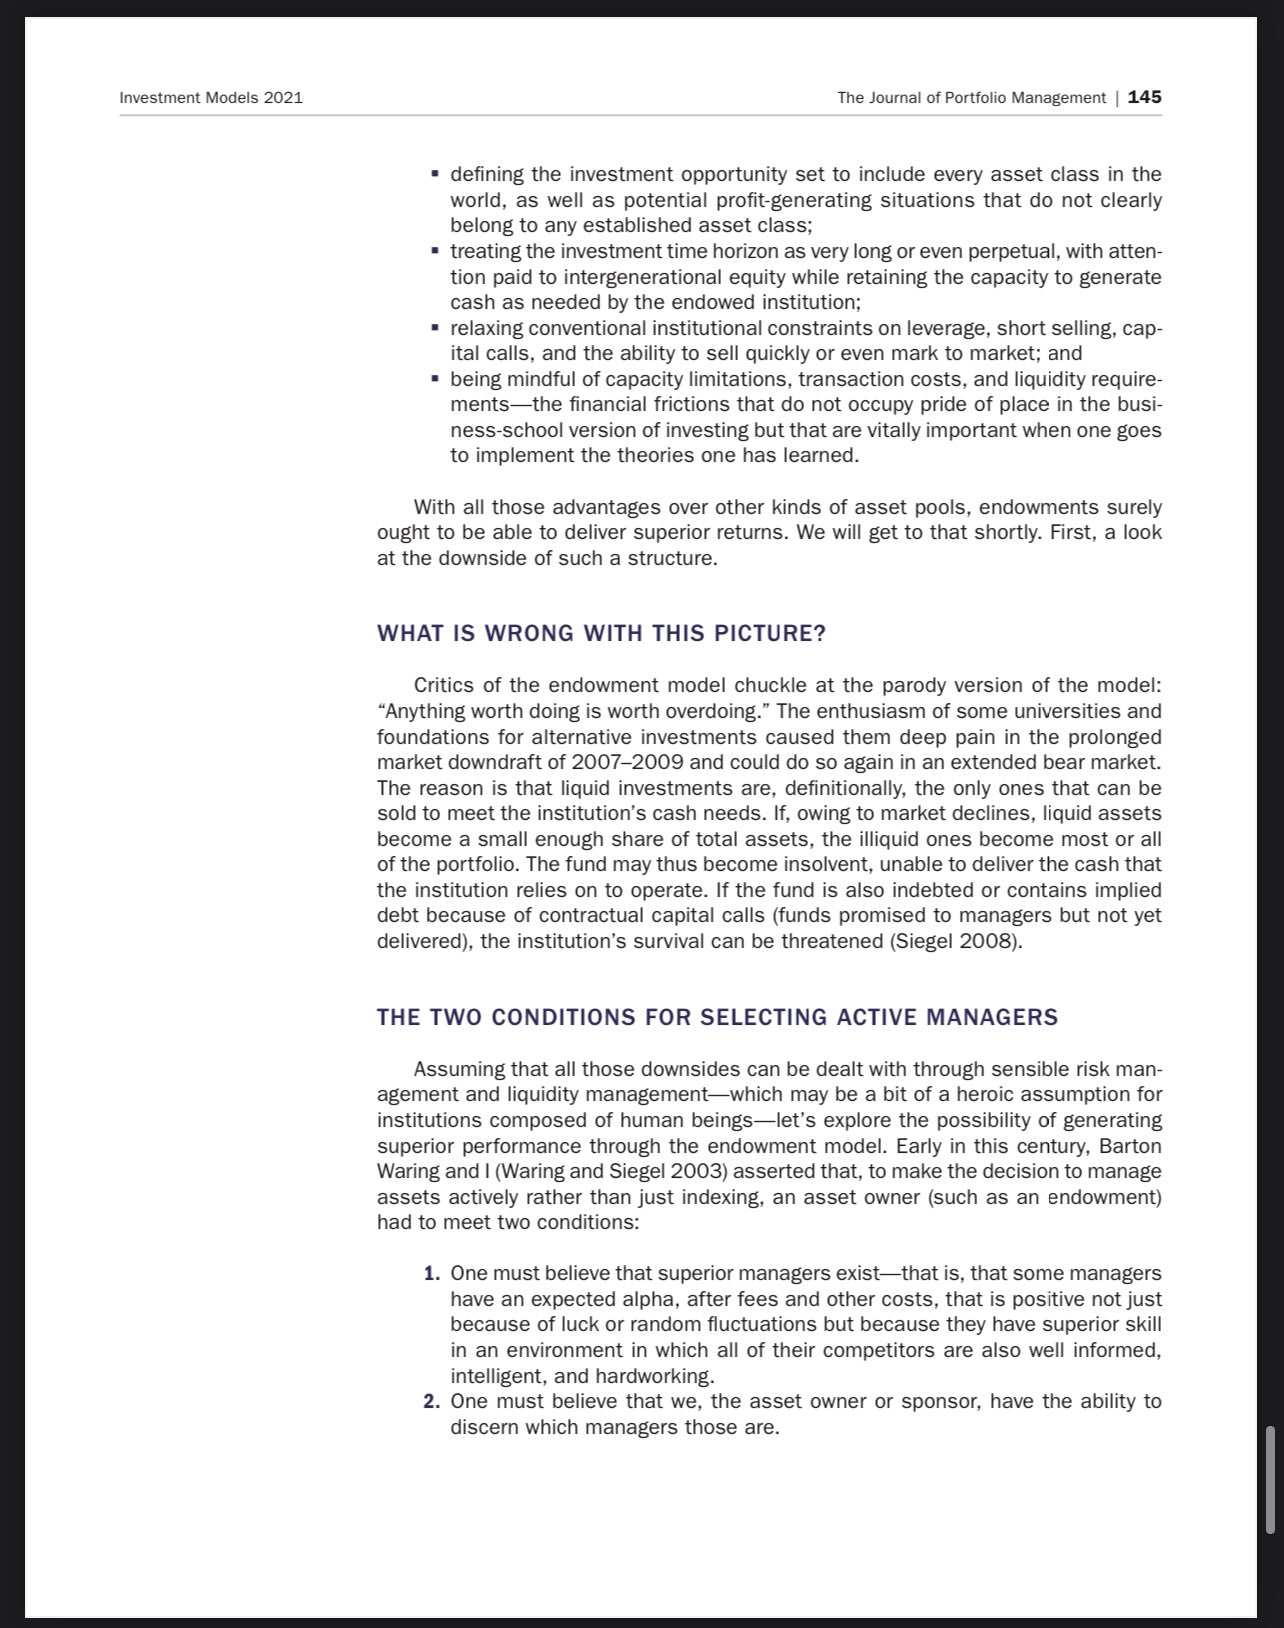 Investment Models 2021
The Journal of Portfolio Management | 145
▪ defining the investment opportunity set to include every asset class in the
world, as well as potential profit-generating situations that do not clearly
belong to any established asset class;
▪ treating the investment time horizon as very long or even perpetual, with atten-
tion paid to intergenerational equity while retaining the capacity to generate
cash as needed by the endowed institution;
▪ relaxing conventional institutional constraints on leverage, short selling, cap-
ital calls, and the ability to sell quickly or even mark to market; and
▪ being mindful of capacity limitations, transaction costs, and liquidity require-
ments—the financial frictions that do not occupy pride of place in the busi-
ness-school version of investing but that are vitally important when one goes
to implement the theories one has learned.
With all those advantages over other kinds of asset pools, endowments surely
ought to be able to deliver superior returns. We will get to that shortly. First, a look
at the downside of such a structure.
WHAT IS WRONG WITH THIS PICTURE?
Critics of the endowment model chuckle at the parody version of the model:
“Anything worth doing is worth overdoing.” The enthusiasm of some universities and
foundations for alternative investments caused them deep pain in the prolonged
market downdraft of 2007–2009 and could do so again in an extended bear market.
The reason is that liquid investments are, definitionally, the only ones that can be
sold to meet the institution’s cash needs. If, owing to market declines, liquid assets
become a small enough share of total assets, the illiquid ones become most or all
of the portfolio. The fund may thus become insolvent, unable to deliver the cash that
the institution relies on to operate. If the fund is also indebted or contains implied
debt because of contractual capital calls (funds promised to managers but not yet
delivered), the institution’s survival can be threatened (Siegel 2008).
THE TWO CONDITIONS FOR SELECTING ACTIVE MANAGERS
Assuming that all those downsides can be dealt with through sensible risk man-
agement and liquidity management—which may be a bit of a heroic assumption for
institutions composed of human beings—let’s explore the possibility of generating
superior performance through the endowment model. Early in this century, Barton
Waring and I (Waring and Siegel 2003) asserted that, to make the decision to manage
assets actively rather than just indexing, an asset owner (such as an endowment)
had to meet two conditions:
1. One must believe that superior managers exist—that is, that some managers
have an expected alpha, after fees and other costs, that is positive not just
because of luck or random fluctuations but because they have superior skill
in an environment in which all of their competitors are also well informed,
intelligent, and hardworking.
2. One must believe that we, the asset owner or sponsor, have the ability to
discern which managers those are.